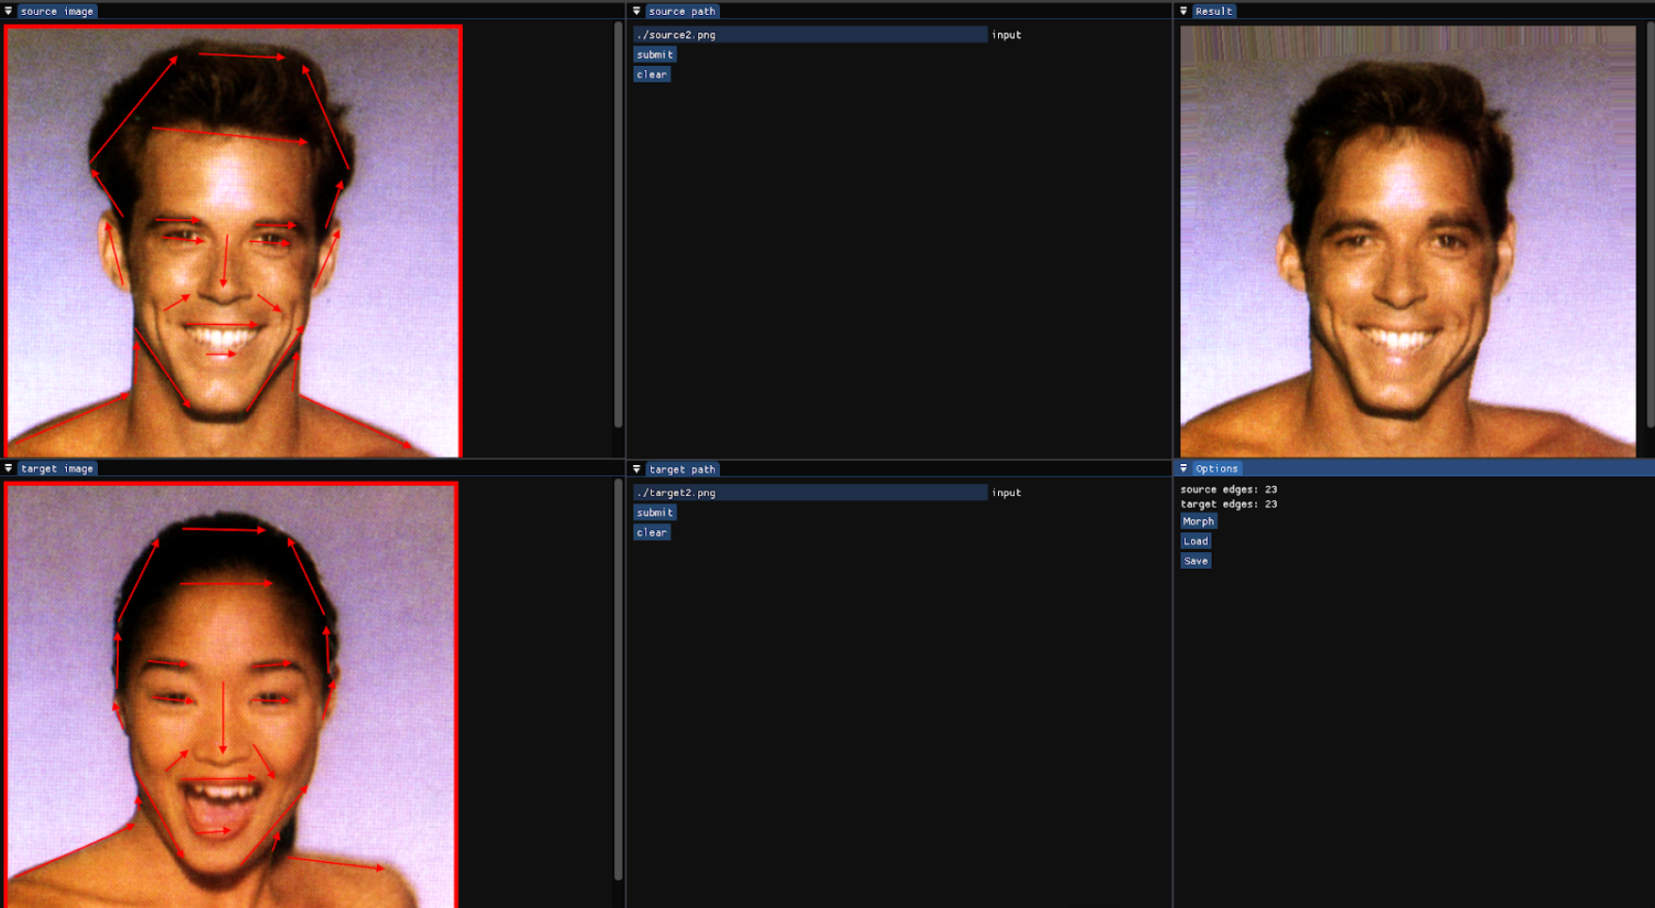 source image
source path
./source2.png input
submit
clear
Result
target image
target path
./target2.png input
submit
clear
Options
source edges: 23
target edges: 23
Morph
Load
Save